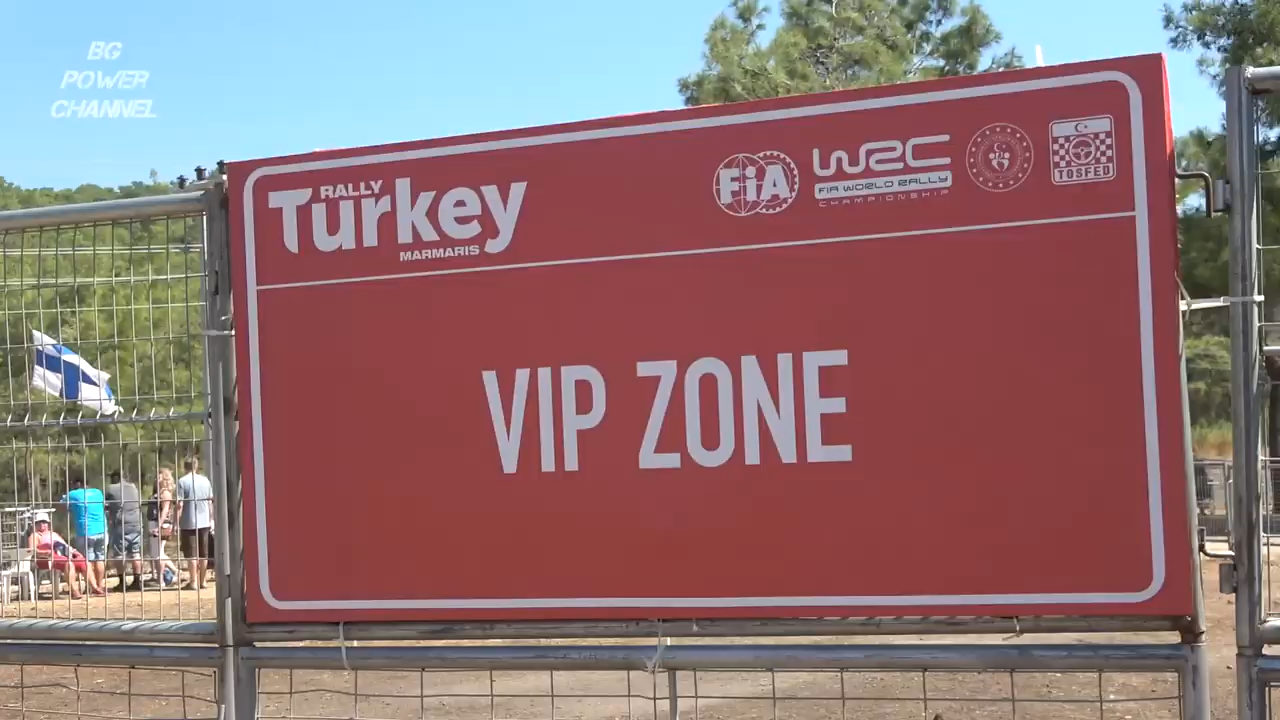 BG
POWER
CHANNEL
RALLY
Turkey
MARMARIS
FiA
WRC
FIA WORLD RALLY
CHAMPIONSHIP
TOSFED
VIP ZONE